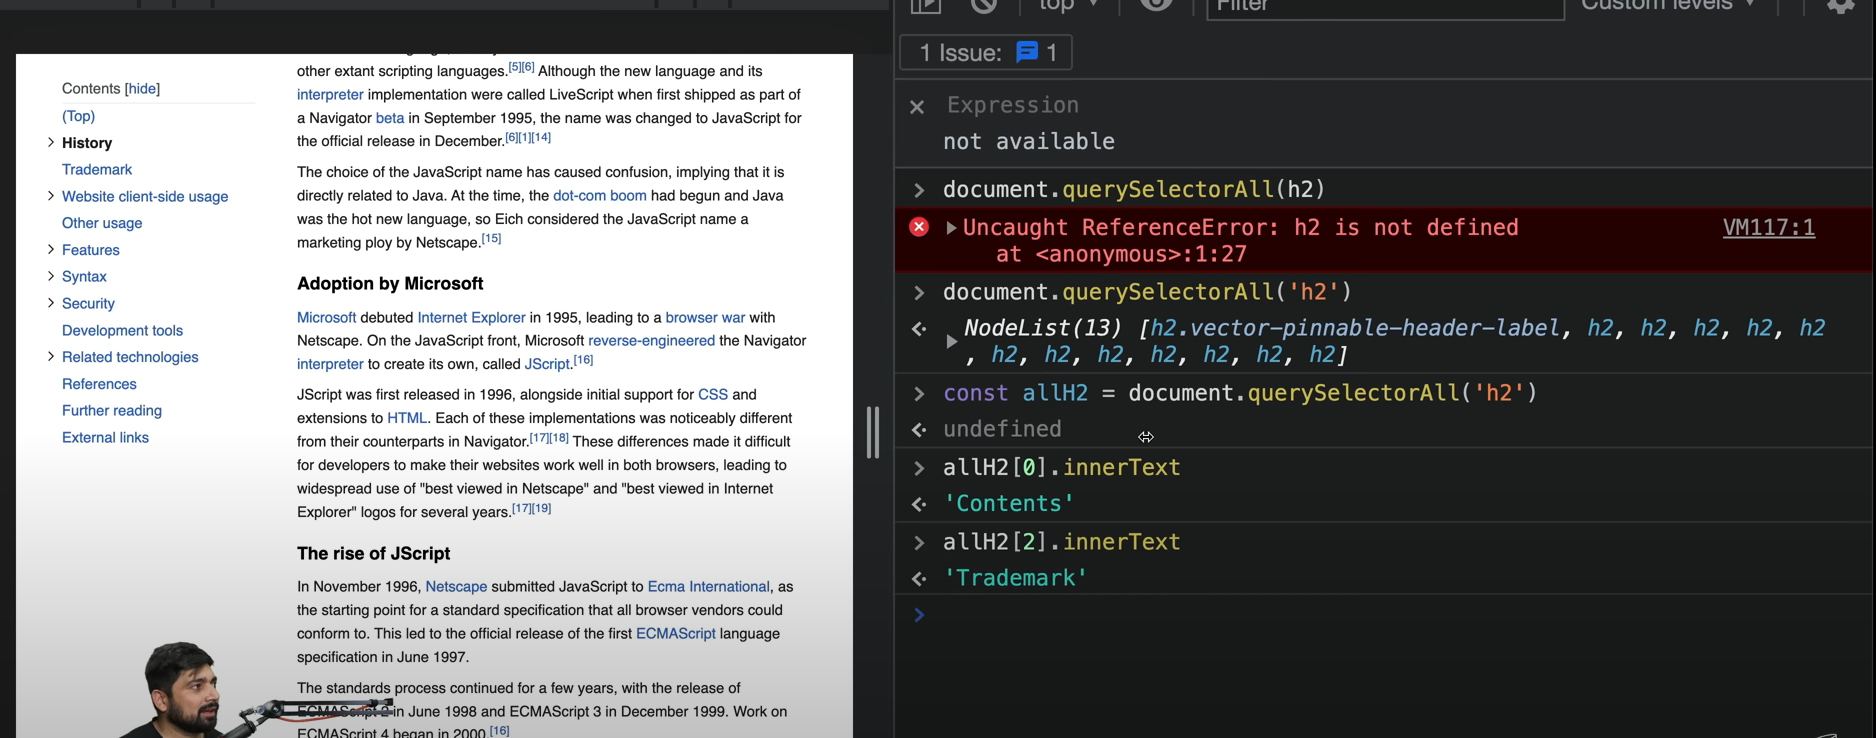 Contents [hide]
(Top)
History
Trademark
Website client-side usage
Other usage
Features
Syntax
Security
Development tools
Related technologies
References
Further reading
External links
other extant scripting languages.[5][6] Although the new language and its
interpreter implementation were called LiveScript when first shipped as part of
a Navigator beta in September 1995, the name was changed to JavaScript for
the official release in December.[6][1][14]
The choice of the JavaScript name has caused confusion, implying that it is
directly related to Java. At the time, the dot-com boom had begun and Java
was the hot new language, so Eich considered the JavaScript name a
marketing ploy by Netscape.[15]
Adoption by Microsoft
Microsoft debuted Internet Explorer in 1995, leading to a browser war with
Netscape. On the JavaScript front, Microsoft reverse-engineered the Navigator
interpreter to create its own, called JScript.[16]
JScript was first released in 1996, alongside initial support for CSS and
extensions to HTML. Each of these implementations was noticeably different
from their counterparts in Navigator.[17][18] These differences made it difficult
for developers to make their websites work well in both browsers, leading to
widespread use of "best viewed in Netscape" and "best viewed in Internet
Explorer" logos for several years.[17][19]
The rise of JScript
In November 1996, Netscape submitted JavaScript to Ecma International, as
the starting point for a standard specification that all browser vendors could
conform to. This led to the official release of the first ECMAScript language
specification in June 1997.
The standards process continued for a few years, with the release of
ECMAScript 2 in June 1998 and ECMAScript 3 in December 1999. Work on
ECMAScript 4 began in 2000.[16]
top Filter Custom levels
1 Issue: 1
Expression
not available
document.querySelectorAll(h2)
Uncaught ReferenceError: h2 is not defined VM117:1
at <anonymous>:1:27
document.querySelectorAll('h2')
NodeList(13) [h2.vector-pinnable-header-label, h2, h2, h2, h2, h2
, h2, h2, h2, h2, h2, h2, h2]
const allH2 = document.querySelectorAll('h2')
undefined
allH2[0].innerText
'Contents'
allH2[2].innerText
'Trademark'